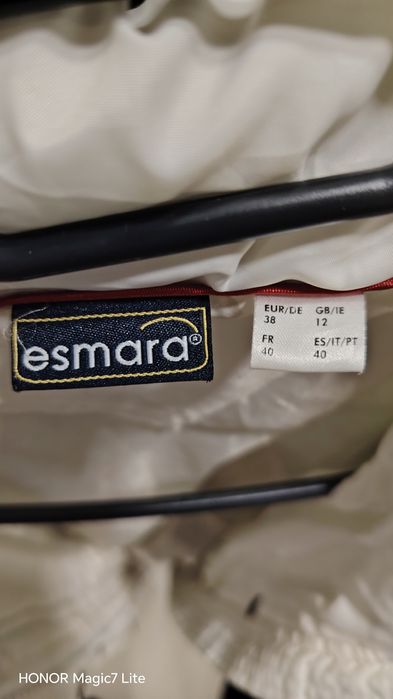 esmara®
EUR/DE GB/IE
38 12
FR ES/IT/PT
40 40
HONOR Magic7 Lite